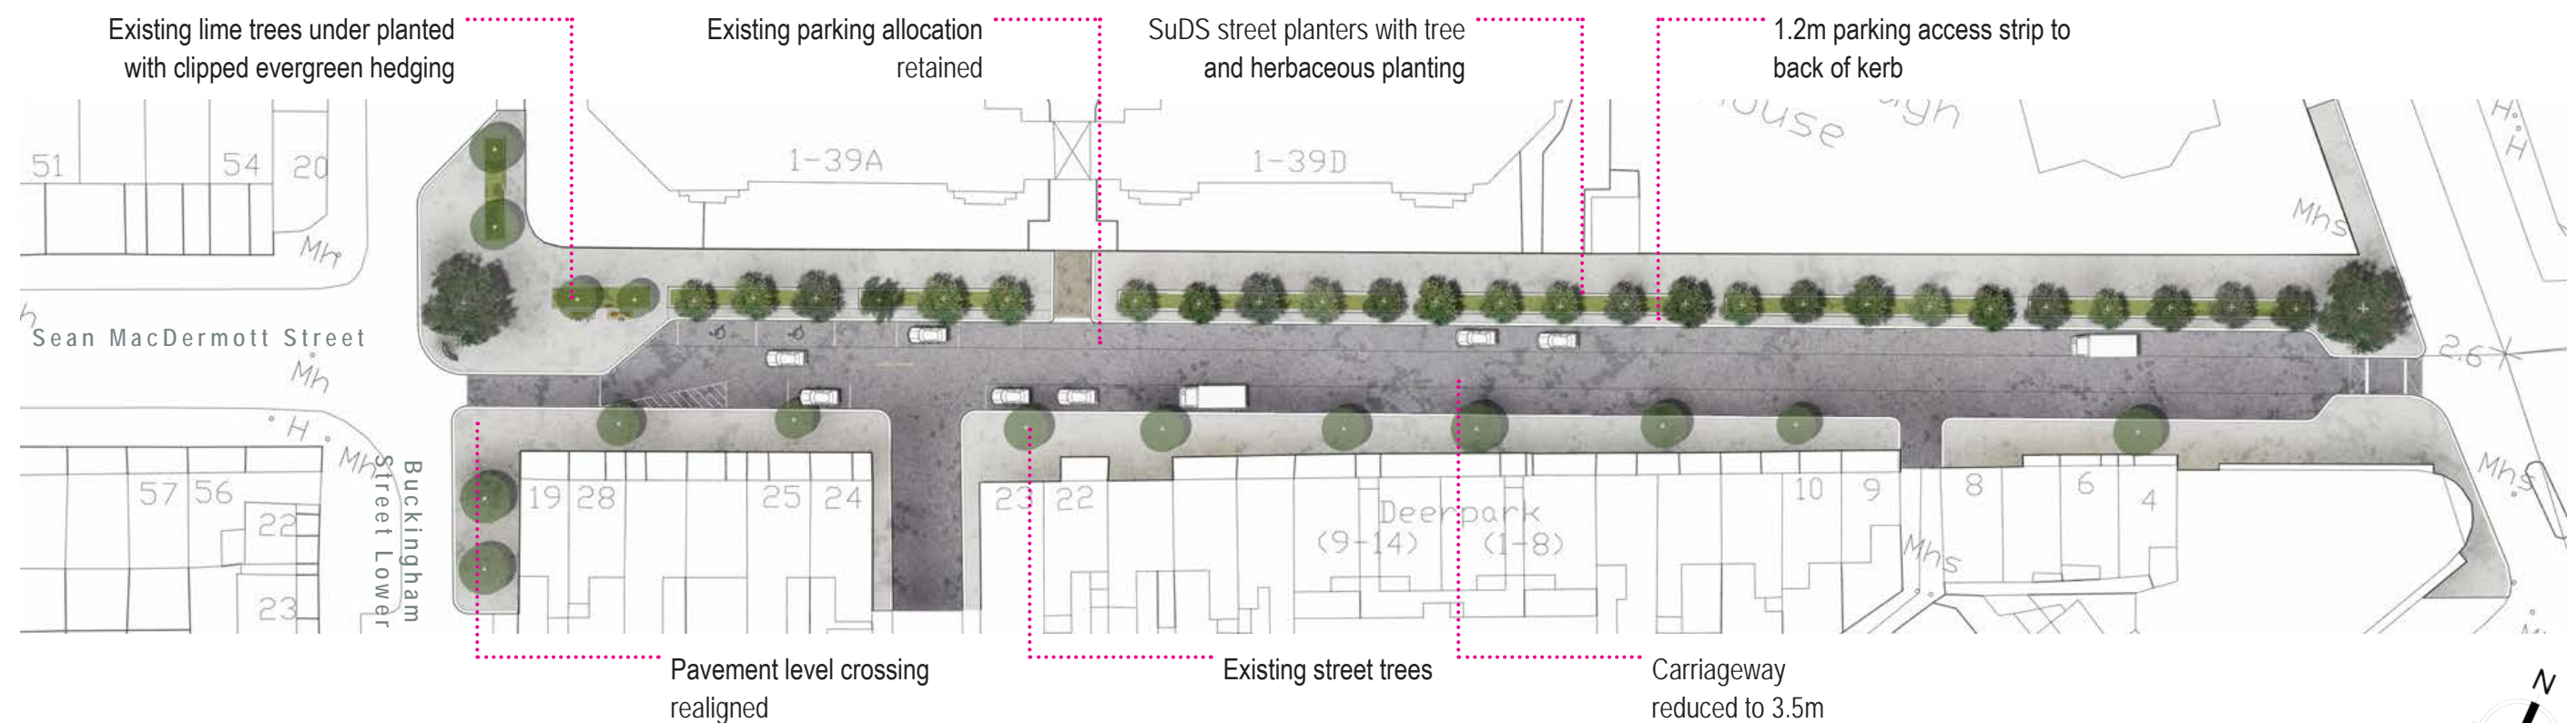 Existing lime trees under planted
with clipped evergreen hedging
Existing parking allocation
retained
SuDS street planters with tree
and herbaceous planting
1.2m parking access strip to
back of kerb
51
54
20
1-39A
1-39D
ouse
gh
H
H
Mh
Mhs
h
Sean MacDermott Street
Mh
2.6
H
Mh
57
56
22
23
Buckingham
Street Lower
19
28
25
24
23
22
Deerpark
(9-14)
(1-8)
10
9
8
6
4
Mhs
Mhs
Pavement level crossing
realigned
Existing street trees
Carriageway
reduced to 3.5m
N